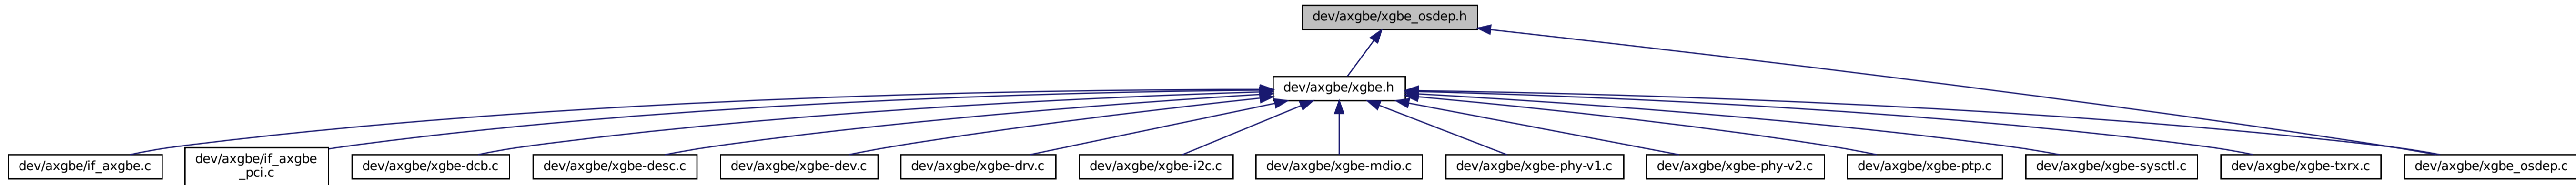 dev/axgbe/xgbe_osdep.h
dev/axgbe/xgbe.h
dev/axgbe/if_axgbe.c
dev/axgbe/if_axgbe
_pci.c
dev/axgbe/xgbe-dcb.c
dev/axgbe/xgbe-desc.c
dev/axgbe/xgbe-dev.c
dev/axgbe/xgbe-drv.c
dev/axgbe/xgbe-i2c.c
dev/axgbe/xgbe-mdio.c
dev/axgbe/xgbe-phy-v1.c
dev/axgbe/xgbe-phy-v2.c
dev/axgbe/xgbe-ptp.c
dev/axgbe/xgbe-sysctl.c
dev/axgbe/xgbe-txrx.c
dev/axgbe/xgbe_osdep.c